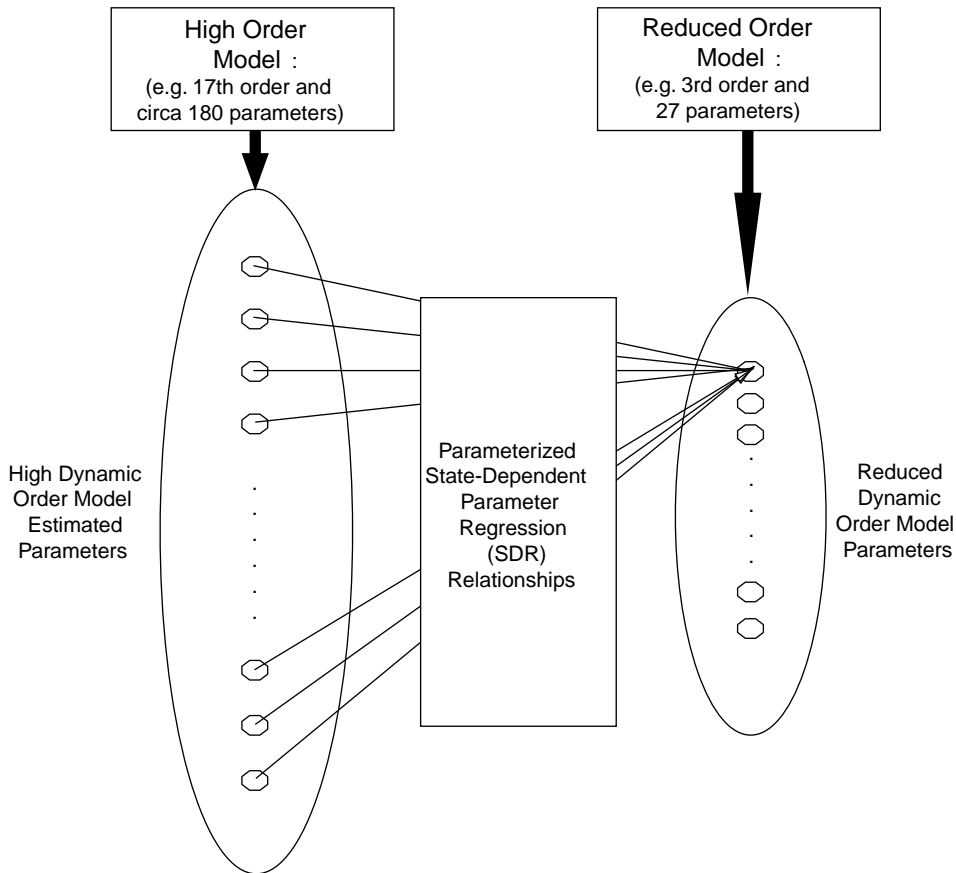 High Order
Model :
(e.g. 17th order and
circa 180 parameters)
Reduced Order
Model :
(e.g. 3rd order and
27 parameters)
High Dynamic
Order Model
Estimated
Parameters
Parameterized
State-Dependent
Parameter
Regression
(SDR)
Relationships
Reduced
Dynamic
Order Model
Parameters